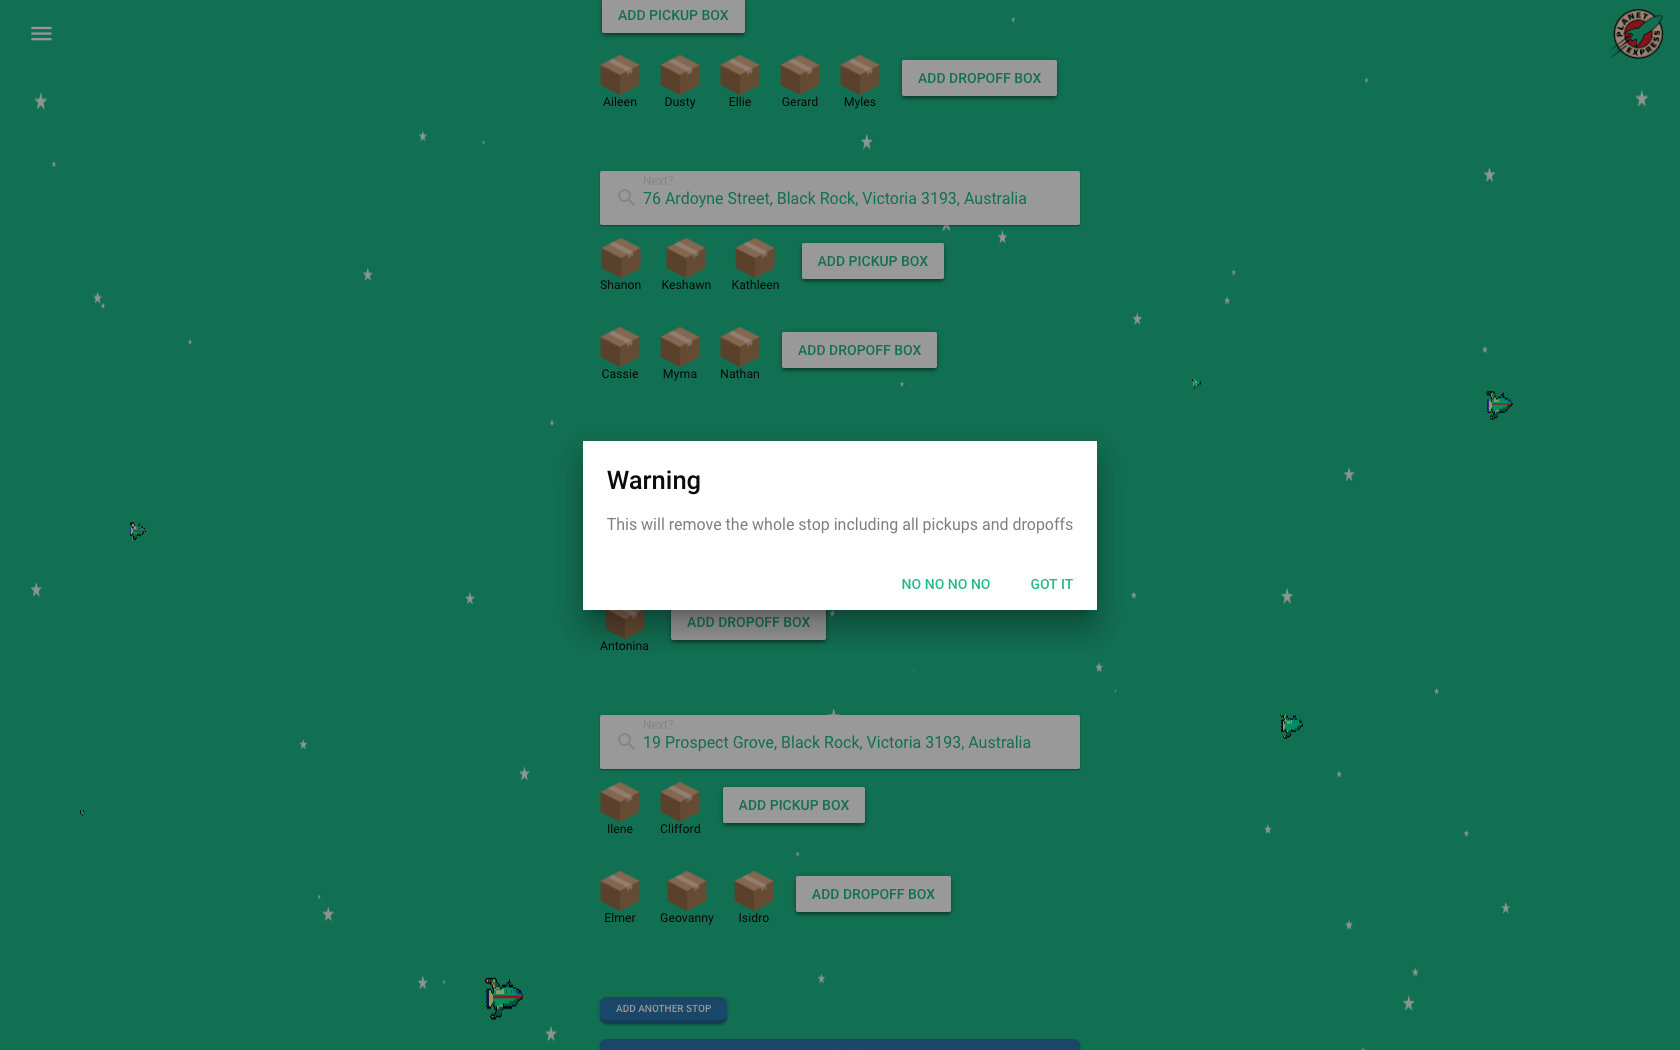 ADD PICKUP BOX
PLANET EXPRESS
Aileen Dusty Ellie Gerard Myles ADD DROPOFF BOX
Next?
76 Ardoyne Street, Black Rock, Victoria 3193, Australia
Shanon Keshawn Kathleen ADD PICKUP BOX
Cassie Myrna Nathan ADD DROPOFF BOX
Warning
This will remove the whole stop including all pickups and dropoffs
NO NO NO NO GOT IT
Antonina ADD DROPOFF BOX
Next?
19 Prospect Grove, Black Rock, Victoria 3193, Australia
Ilene Clifford ADD PICKUP BOX
Elmer Geovanny Isidro ADD DROPOFF BOX
ADD ANOTHER STOP